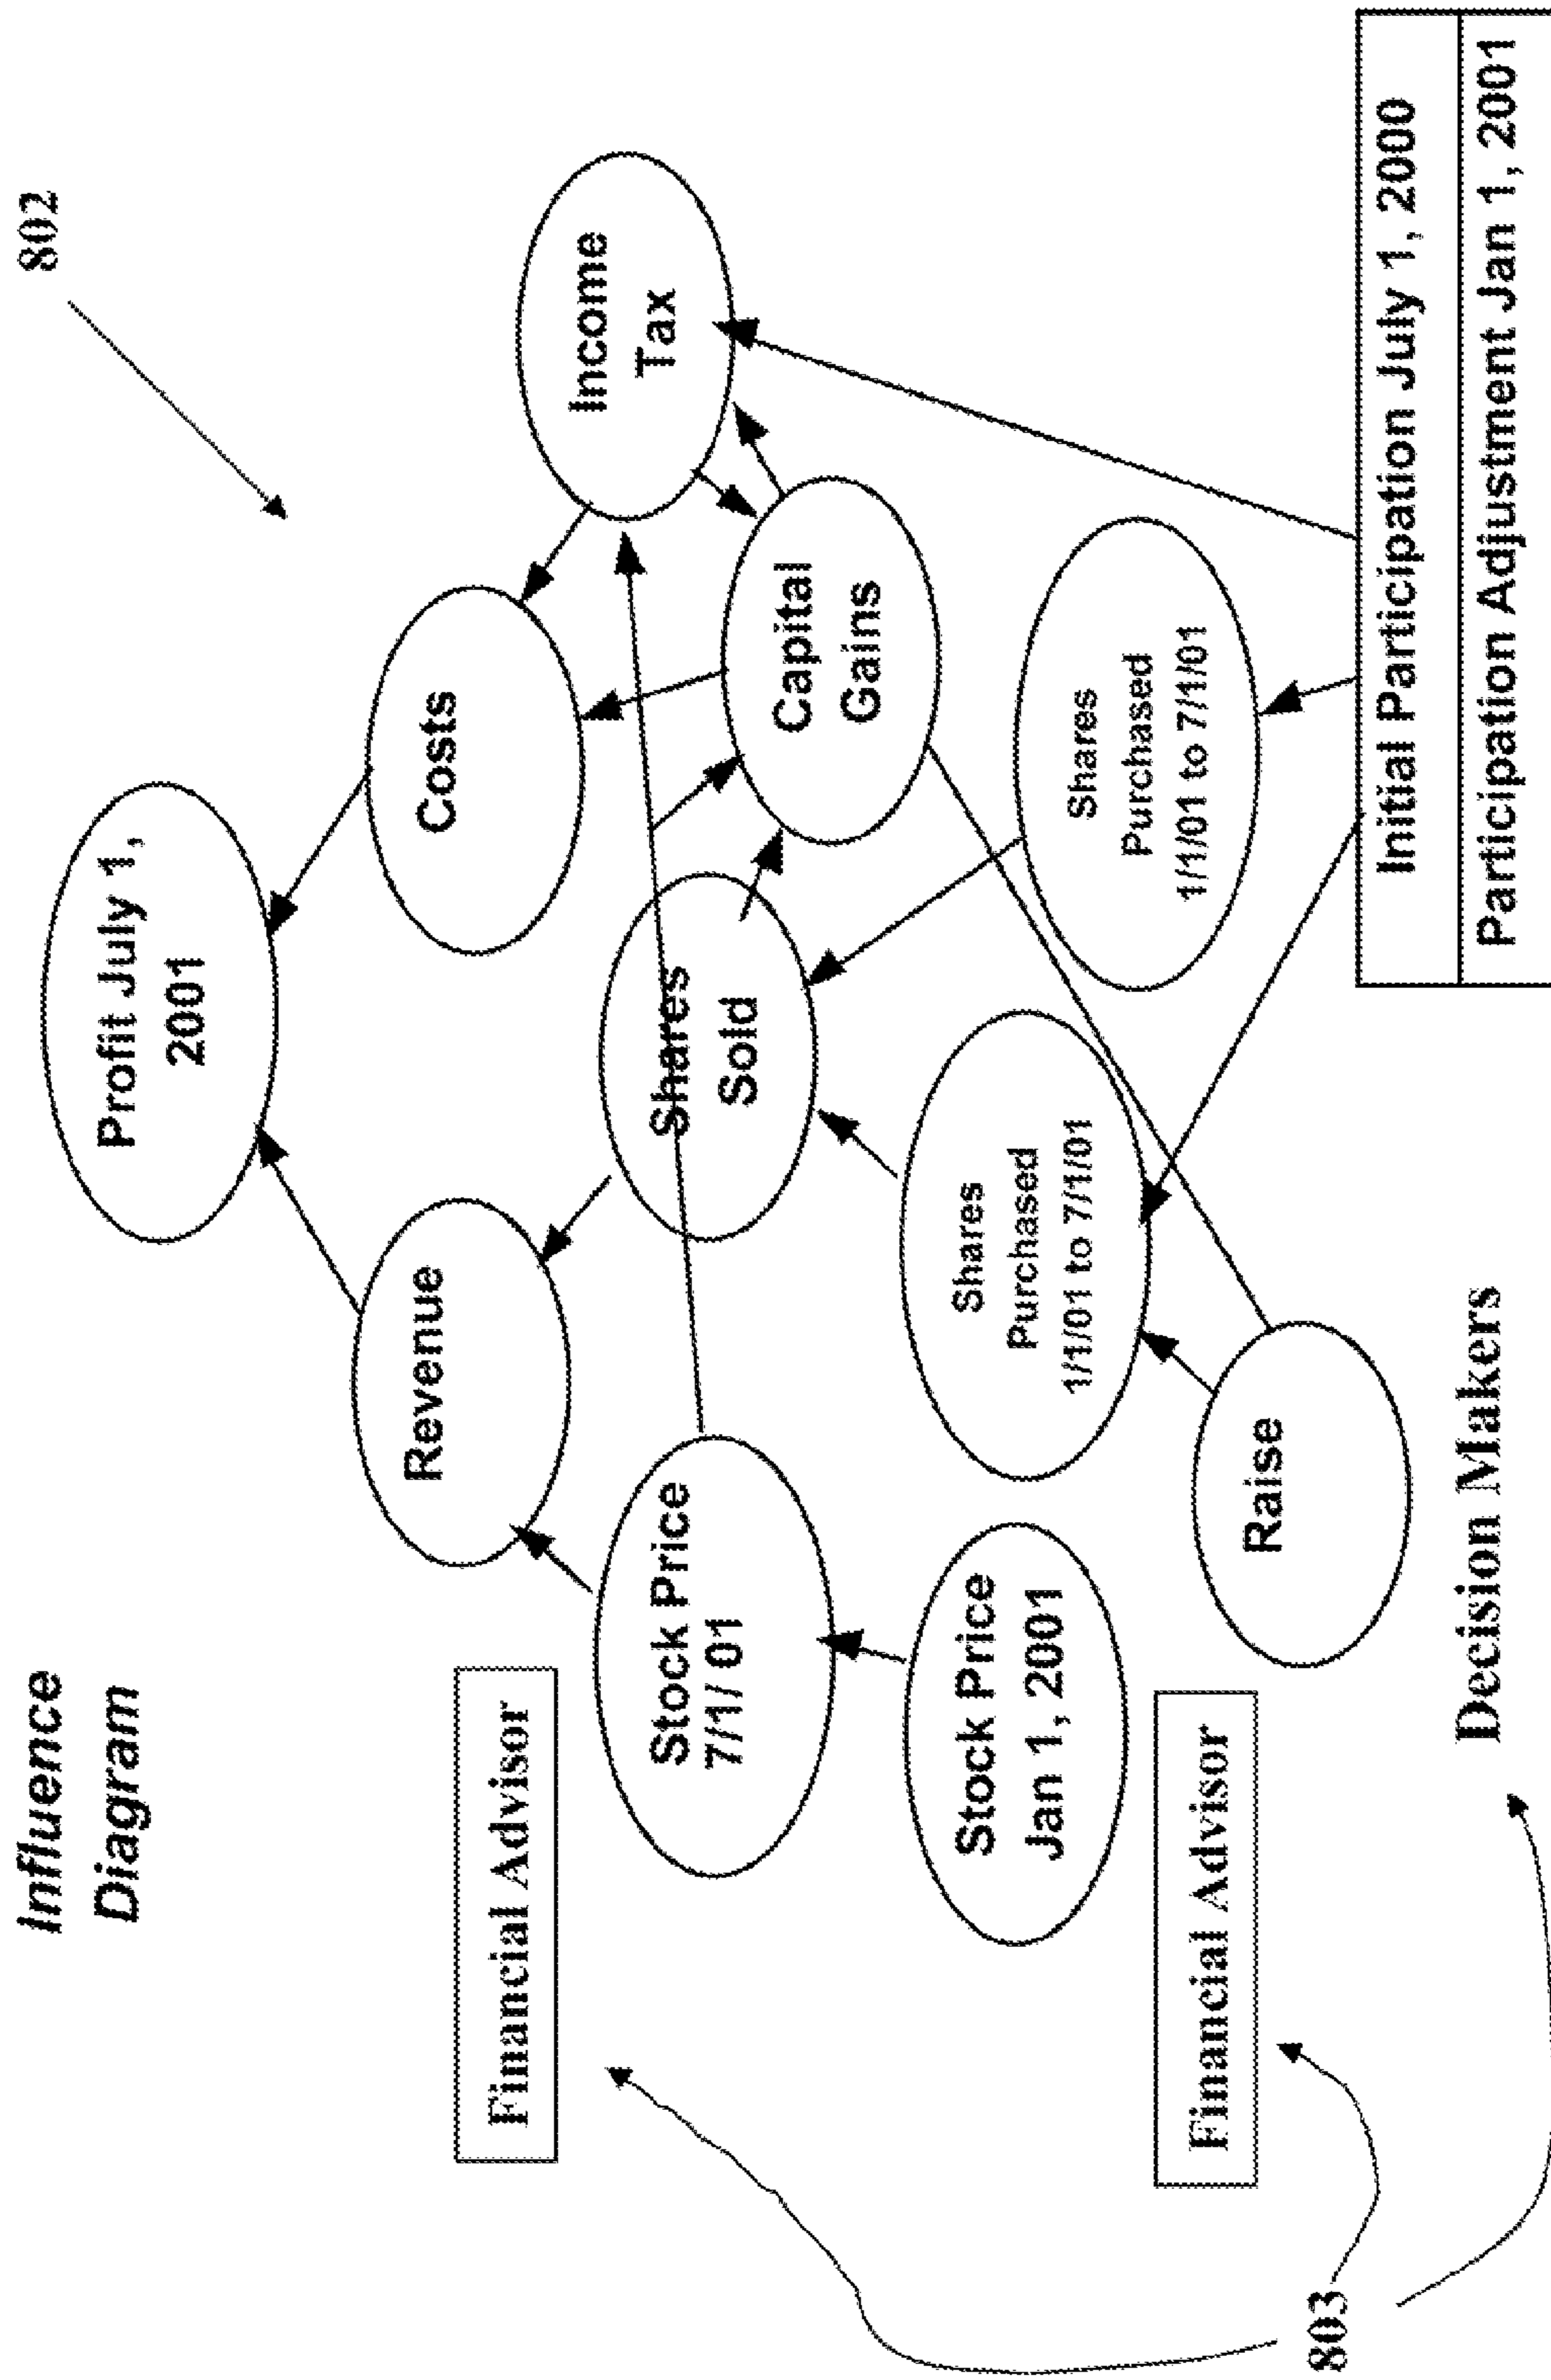 Influence
Diagram
802
Profit July 1,
2001
Financial Advisor
Revenue
Costs
Stock Price
7/1/ 01
Shares
Sold
Income
Tax
Capital
Gains
Stock Price
Jan 1, 2001
Shares
Purchased
1/1/01 to 7/1/01
Shares
Purchased
1/1/01 to 7/1/01
Financial Advisor
Raise
803
Decision Makers
Initial Participation July 1, 2000
Participation Adjustment Jan 1, 2001